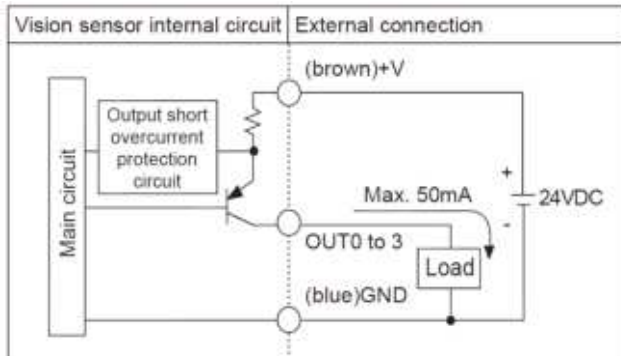 Vision sensor internal circuit
External connection
(brown)+V
Output short
overcurrent
protection
circuit
Main circuit
+
24VDC
-
Max. 50mA
OUT0 to 3
Load
(blue)GND